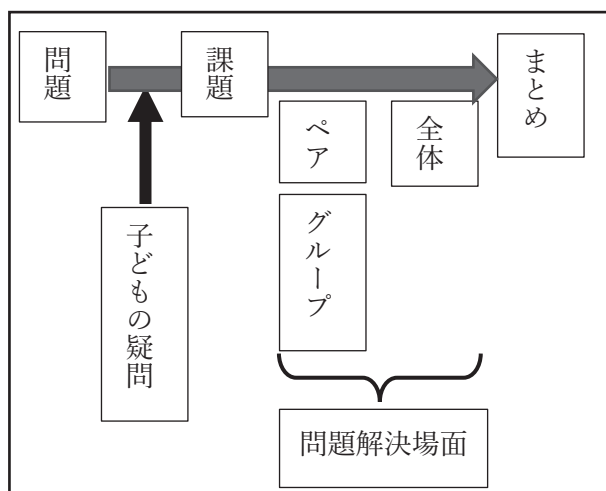 問題
課題
まとめ
ペア
全体
グループ
子どもの疑問
問題解決場面